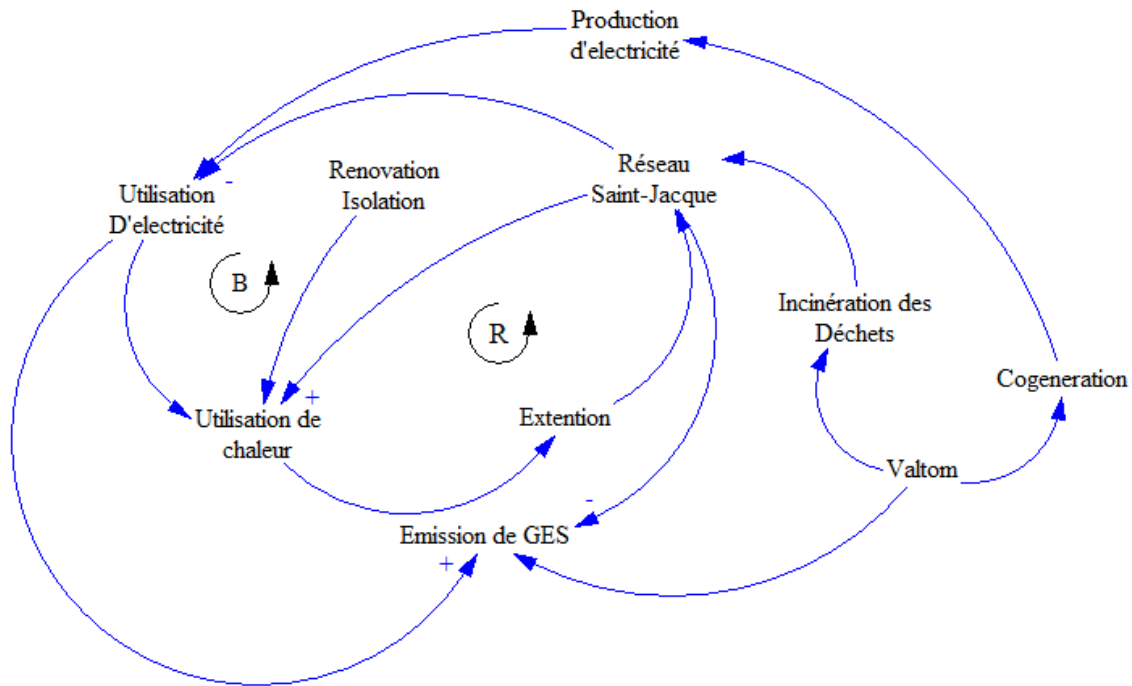 Production
d'electricité
Réseau
Saint-Jacque
Renovation
Isolation
-
Utilisation
D'electricité
B
R
Incinération des
Déchets
Cogeneration
+
Utilisation de
chaleur
Extention
Valtom
-
Emission de GES
+